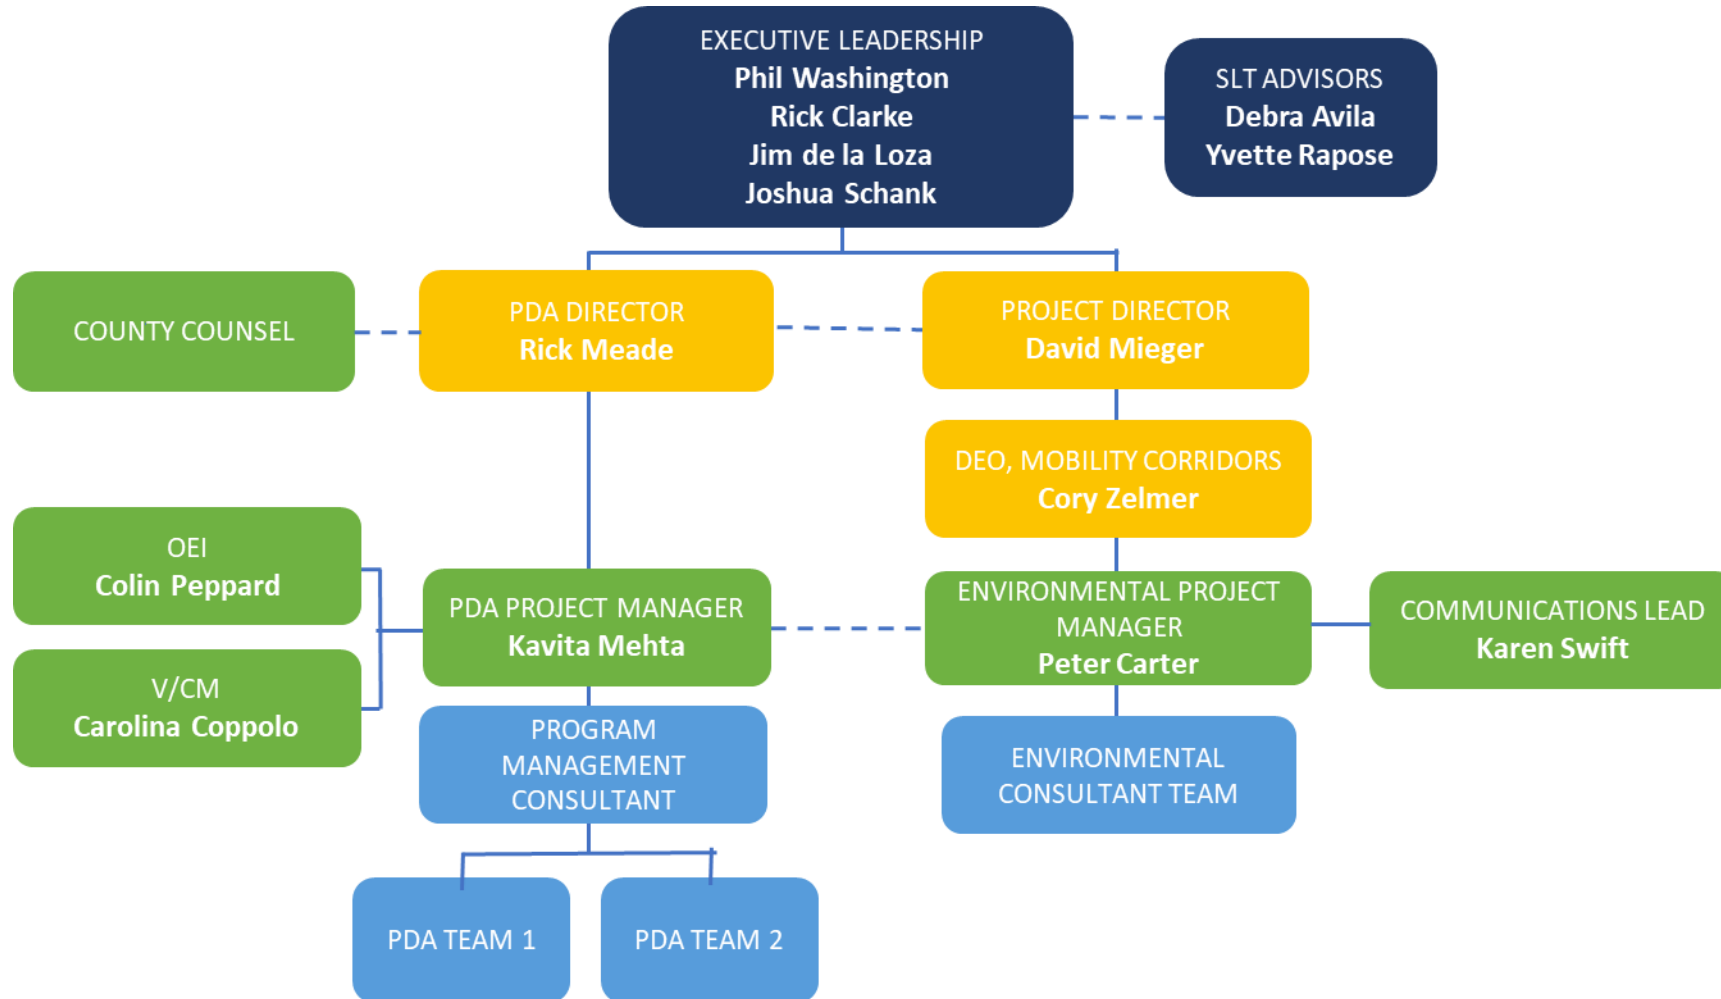 EXECUTIVE LEADERSHIP
Phil Washington
Rick Clarke
Jim de la Loza
Joshua Schank
SLT ADVISORS
Debra Avila
Yvette Rapose
COUNTY COUNSEL
PDA DIRECTOR
Rick Meade
PROJECT DIRECTOR
David Mieger
DEO, MOBILITY CORRIDORS
Cory Zelmer
OEI
Colin Peppard
V/CM
Carolina Coppolo
PDA PROJECT MANAGER
Kavita Mehta
ENVIRONMENTAL PROJECT
MANAGER
Peter Carter
COMMUNICATIONS LEAD
Karen Swift
PROGRAM
MANAGEMENT
CONSULTANT
ENVIRONMENTAL
CONSULTANT TEAM
PDA TEAM 1
PDA TEAM 2